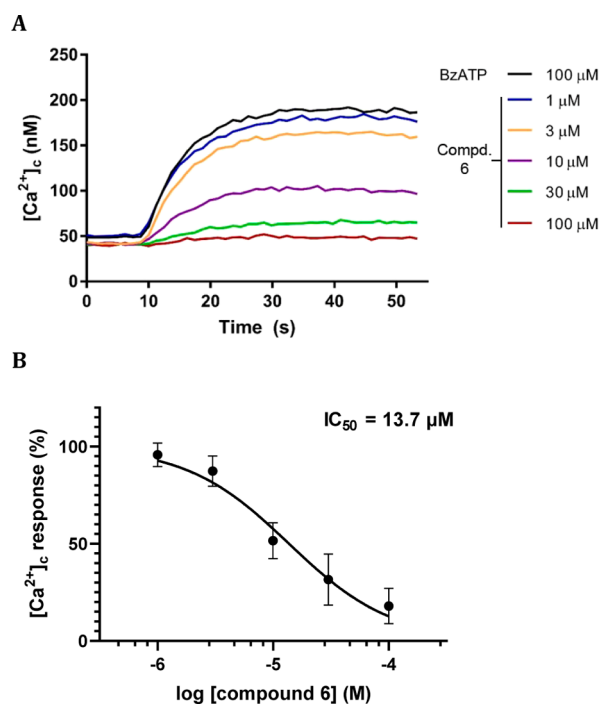 A
250
200
150
100
50
0
[Ca²⁺]c (nM)
0 10 20 30 40 50
Time (s)
BzATP 100 µM
Compd. 6
1 µM
3 µM
10 µM
30 µM
100 µM
B
IC50 = 13.7 µM
100
50
0
[Ca²⁺]c response (%)
-6 -5 -4
log [compound 6] (M)